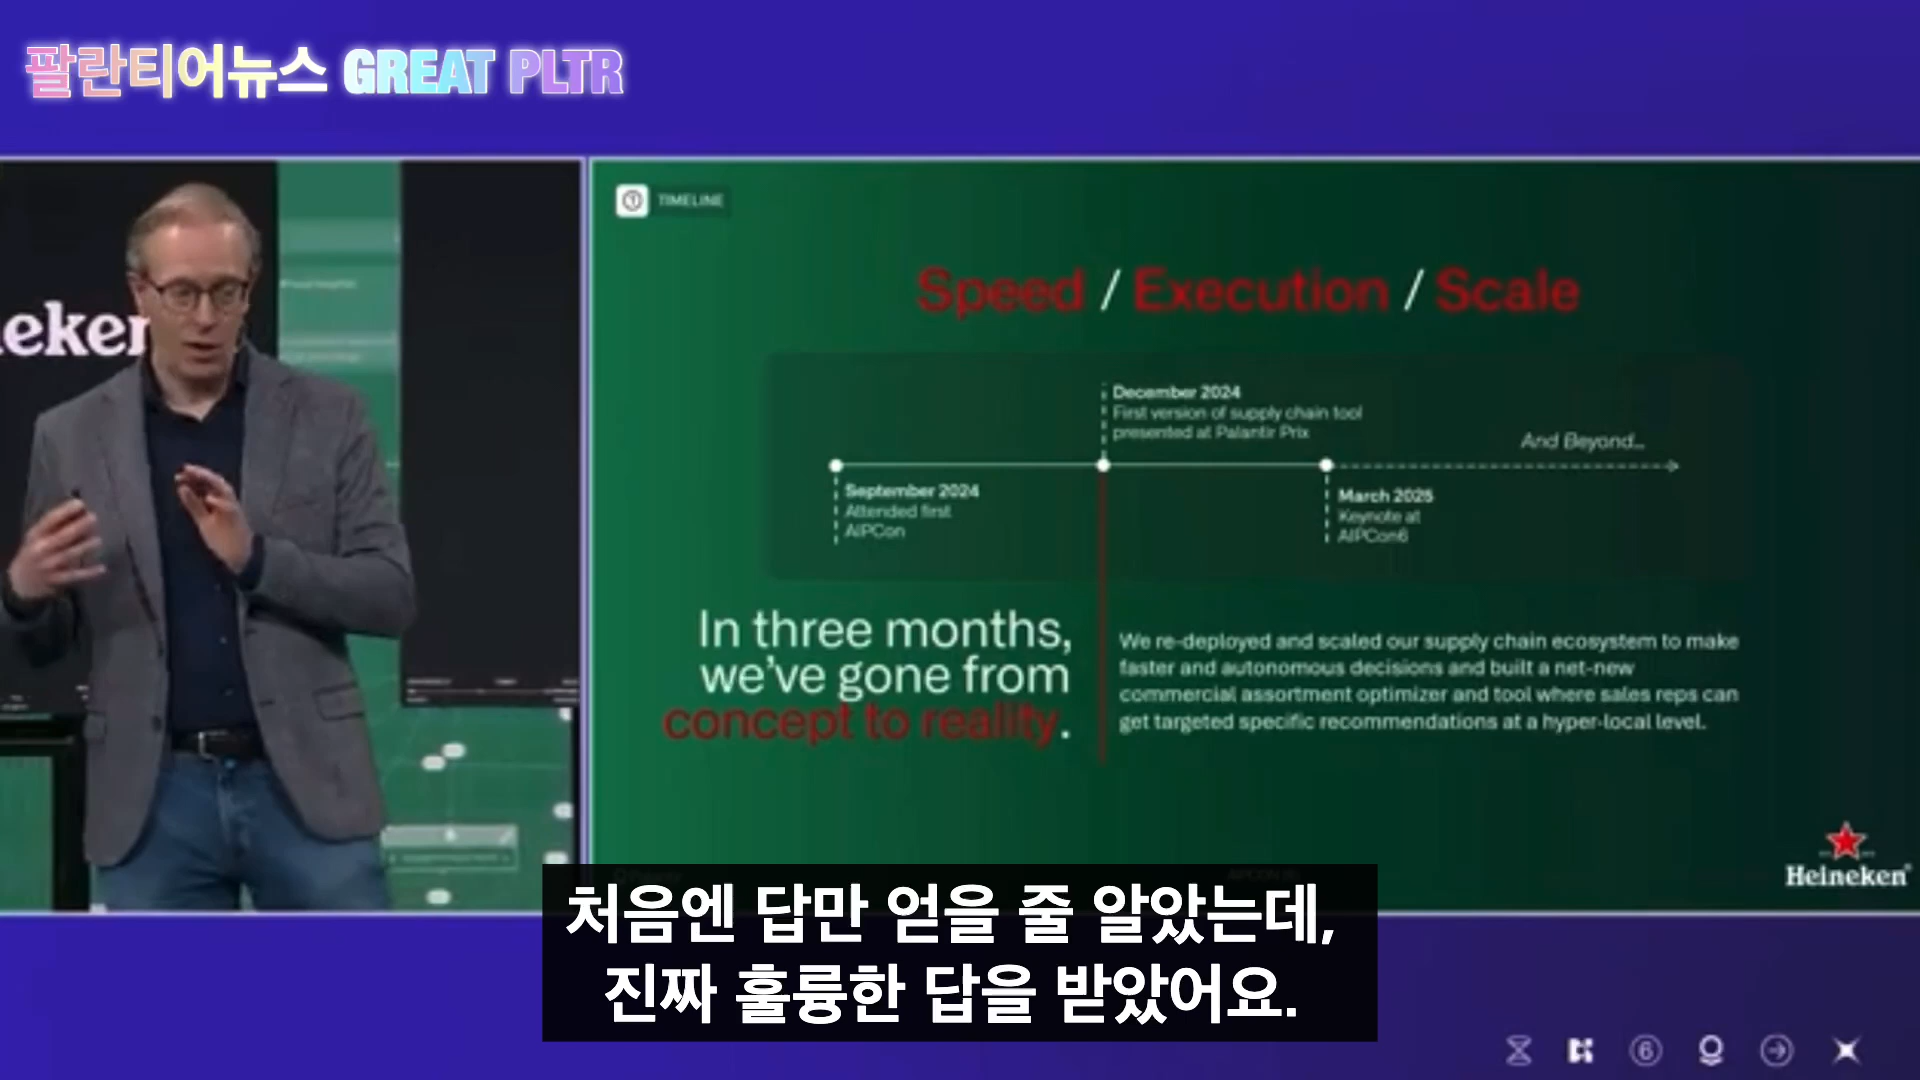 팔란티어뉴스 GREAT PLTR
eken
TIMELINE
Speed / Execution / Scale
December 2024
First version of supply chain tool
presented at Palantir Prix
And Beyond...
September 2024
Attended first
AIPCon
March 2025
Keynote at
AIPCon6
In three months,
we've gone from
concept to reality.
We re-deployed and scaled our supply chain ecosystem to make
faster and autonomous decisions and built a net-new
commercial assortment optimizer and tool where sales reps can
get targeted specific recommendations at a hyper-local level.
Heineken
처음엔 답만 얻을 줄 알았는데,
진짜 훌륭한 답을 받았어요.
6